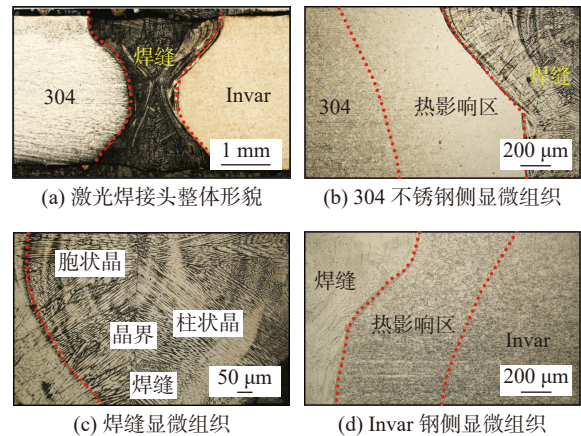 焊缝
304
Invar
1 mm
(a) 激光焊接头整体形貌
焊缝
304
热影响区
200 μm
(b) 304 不锈钢侧显微组织
胞状晶
柱状晶
晶界
焊缝
50 μm
(c) 焊缝显微组织
焊缝
热影响区
Invar
200 μm
(d) Invar 钢侧显微组织